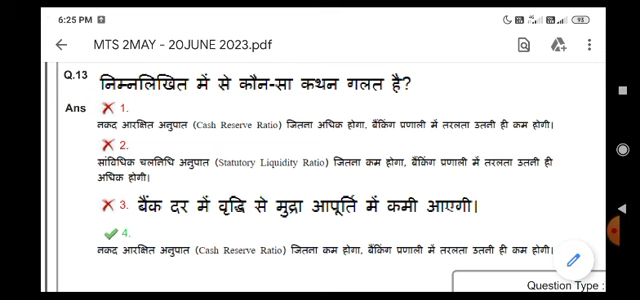 6:25 PM
93
MTS 2MAY - 20JUNE 2023.pdf
Q.13 निम्नलिखित में से कौन-सा कथन गलत है?
Ans 1.
नकद आरक्षित अनुपात (Cash Reserve Ratio) जितना अधिक होगा, बैंकिंग प्रणाली में तरलता उतनी ही कम होगी।
2.
सांविधिक चलनिधि अनुपात (Statutory Liquidity Ratio) जितना कम होगा, बैंकिंग प्रणाली में तरलता उतनी ही
अधिक होगी।
3. बैंक दर में वृद्धि से मुद्रा आपूर्ति में कमी आएगी।
4.
नकद आरक्षित अनुपात (Cash Reserve Ratio) जितना कम होगा, बैंकिंग प्रणाली में तरलता उतनी ही कम होगी।
Question Type :